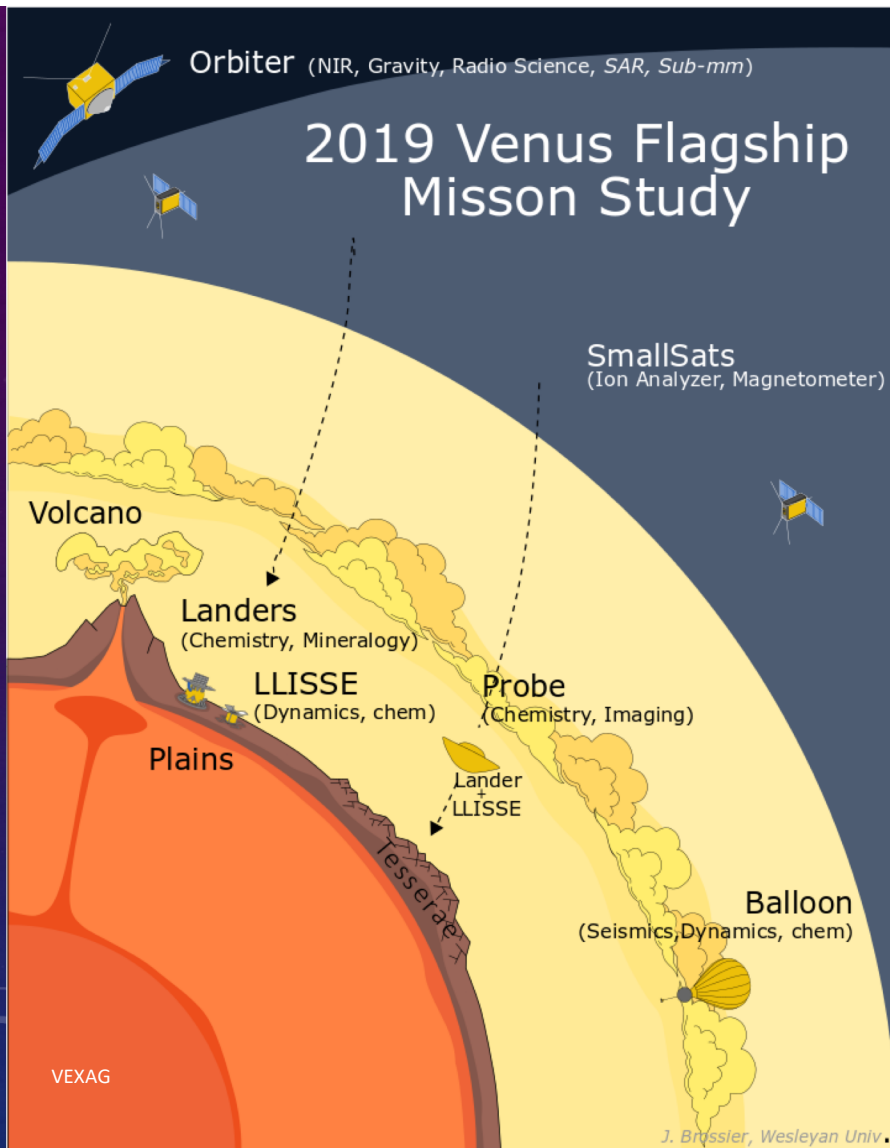 Orbiter (NIR, Gravity, Radio Science, SAR, Sub-mm)
2019 Venus Flagship
Misson Study
SmallSats
(Ion Analyzer, Magnetometer)
Volcano
Landers
(Chemistry, Mineralogy)
LLISSE
(Dynamics, chem)
Probe
(Chemistry, Imaging)
Plains
Lander
+
LLISSE
Tesserae
Balloon
(Seismics,Dynamics, chem)
VEXAG
J. Brossier, Wesleyan Univ.